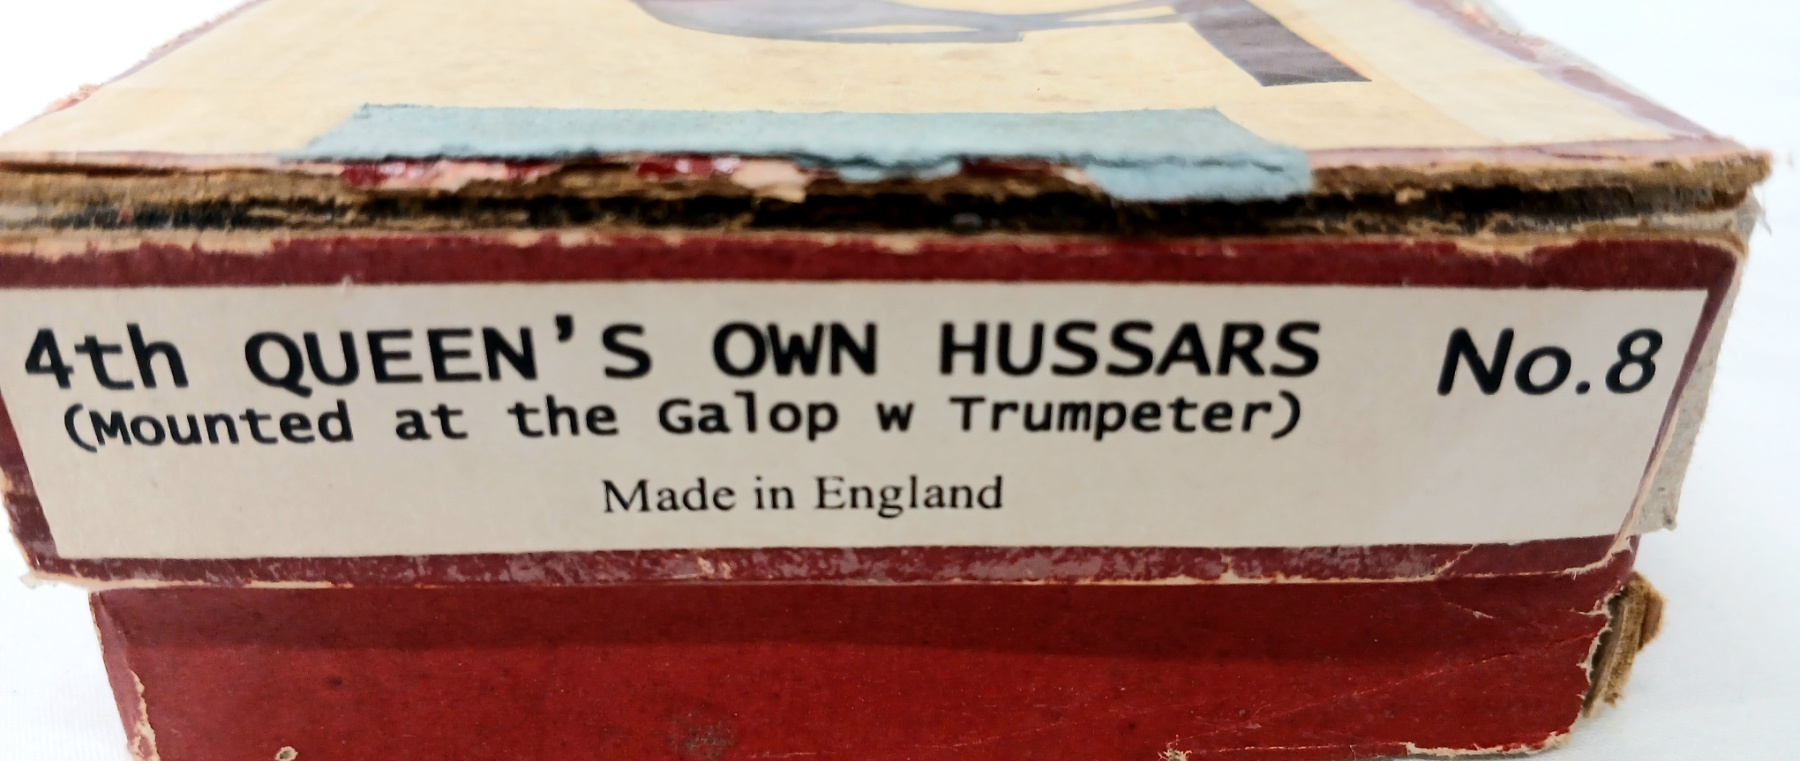 4th QUEEN'S OWN HUSSARS No.8
(Mounted at the Galop w Trumpeter)
Made in England